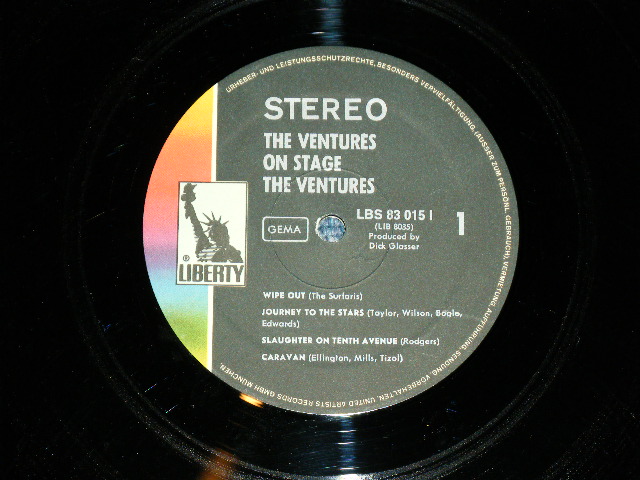 URHEBER- UND LEISTUNGSSCHUTZRECHTE, BESONDERS VERVIELFÄLTIGUNG, (AUSSER ZUM PERSÖNL. GEBRAUCH), VERMIETUNG, AUFFÜHRUNG, SENDUNG, VORBEHALTEN. UNITED ARTISTS RECORDS GMBH MÜNCHEN.
STEREO
THE VENTURES
ON STAGE
THE VENTURES
GEMA
LBS 83 015 I
(LIB 8035)
Produced by
Dick Glasser
1
® LIBERTY
WIPE OUT (The Surfaris)
JOURNEY TO THE STARS (Taylor, Wilson, Bogle,
Edwards)
SLAUGHTER ON TENTH AVENUE (Rodgers)
CARAVAN (Ellington, Mills, Tizol)